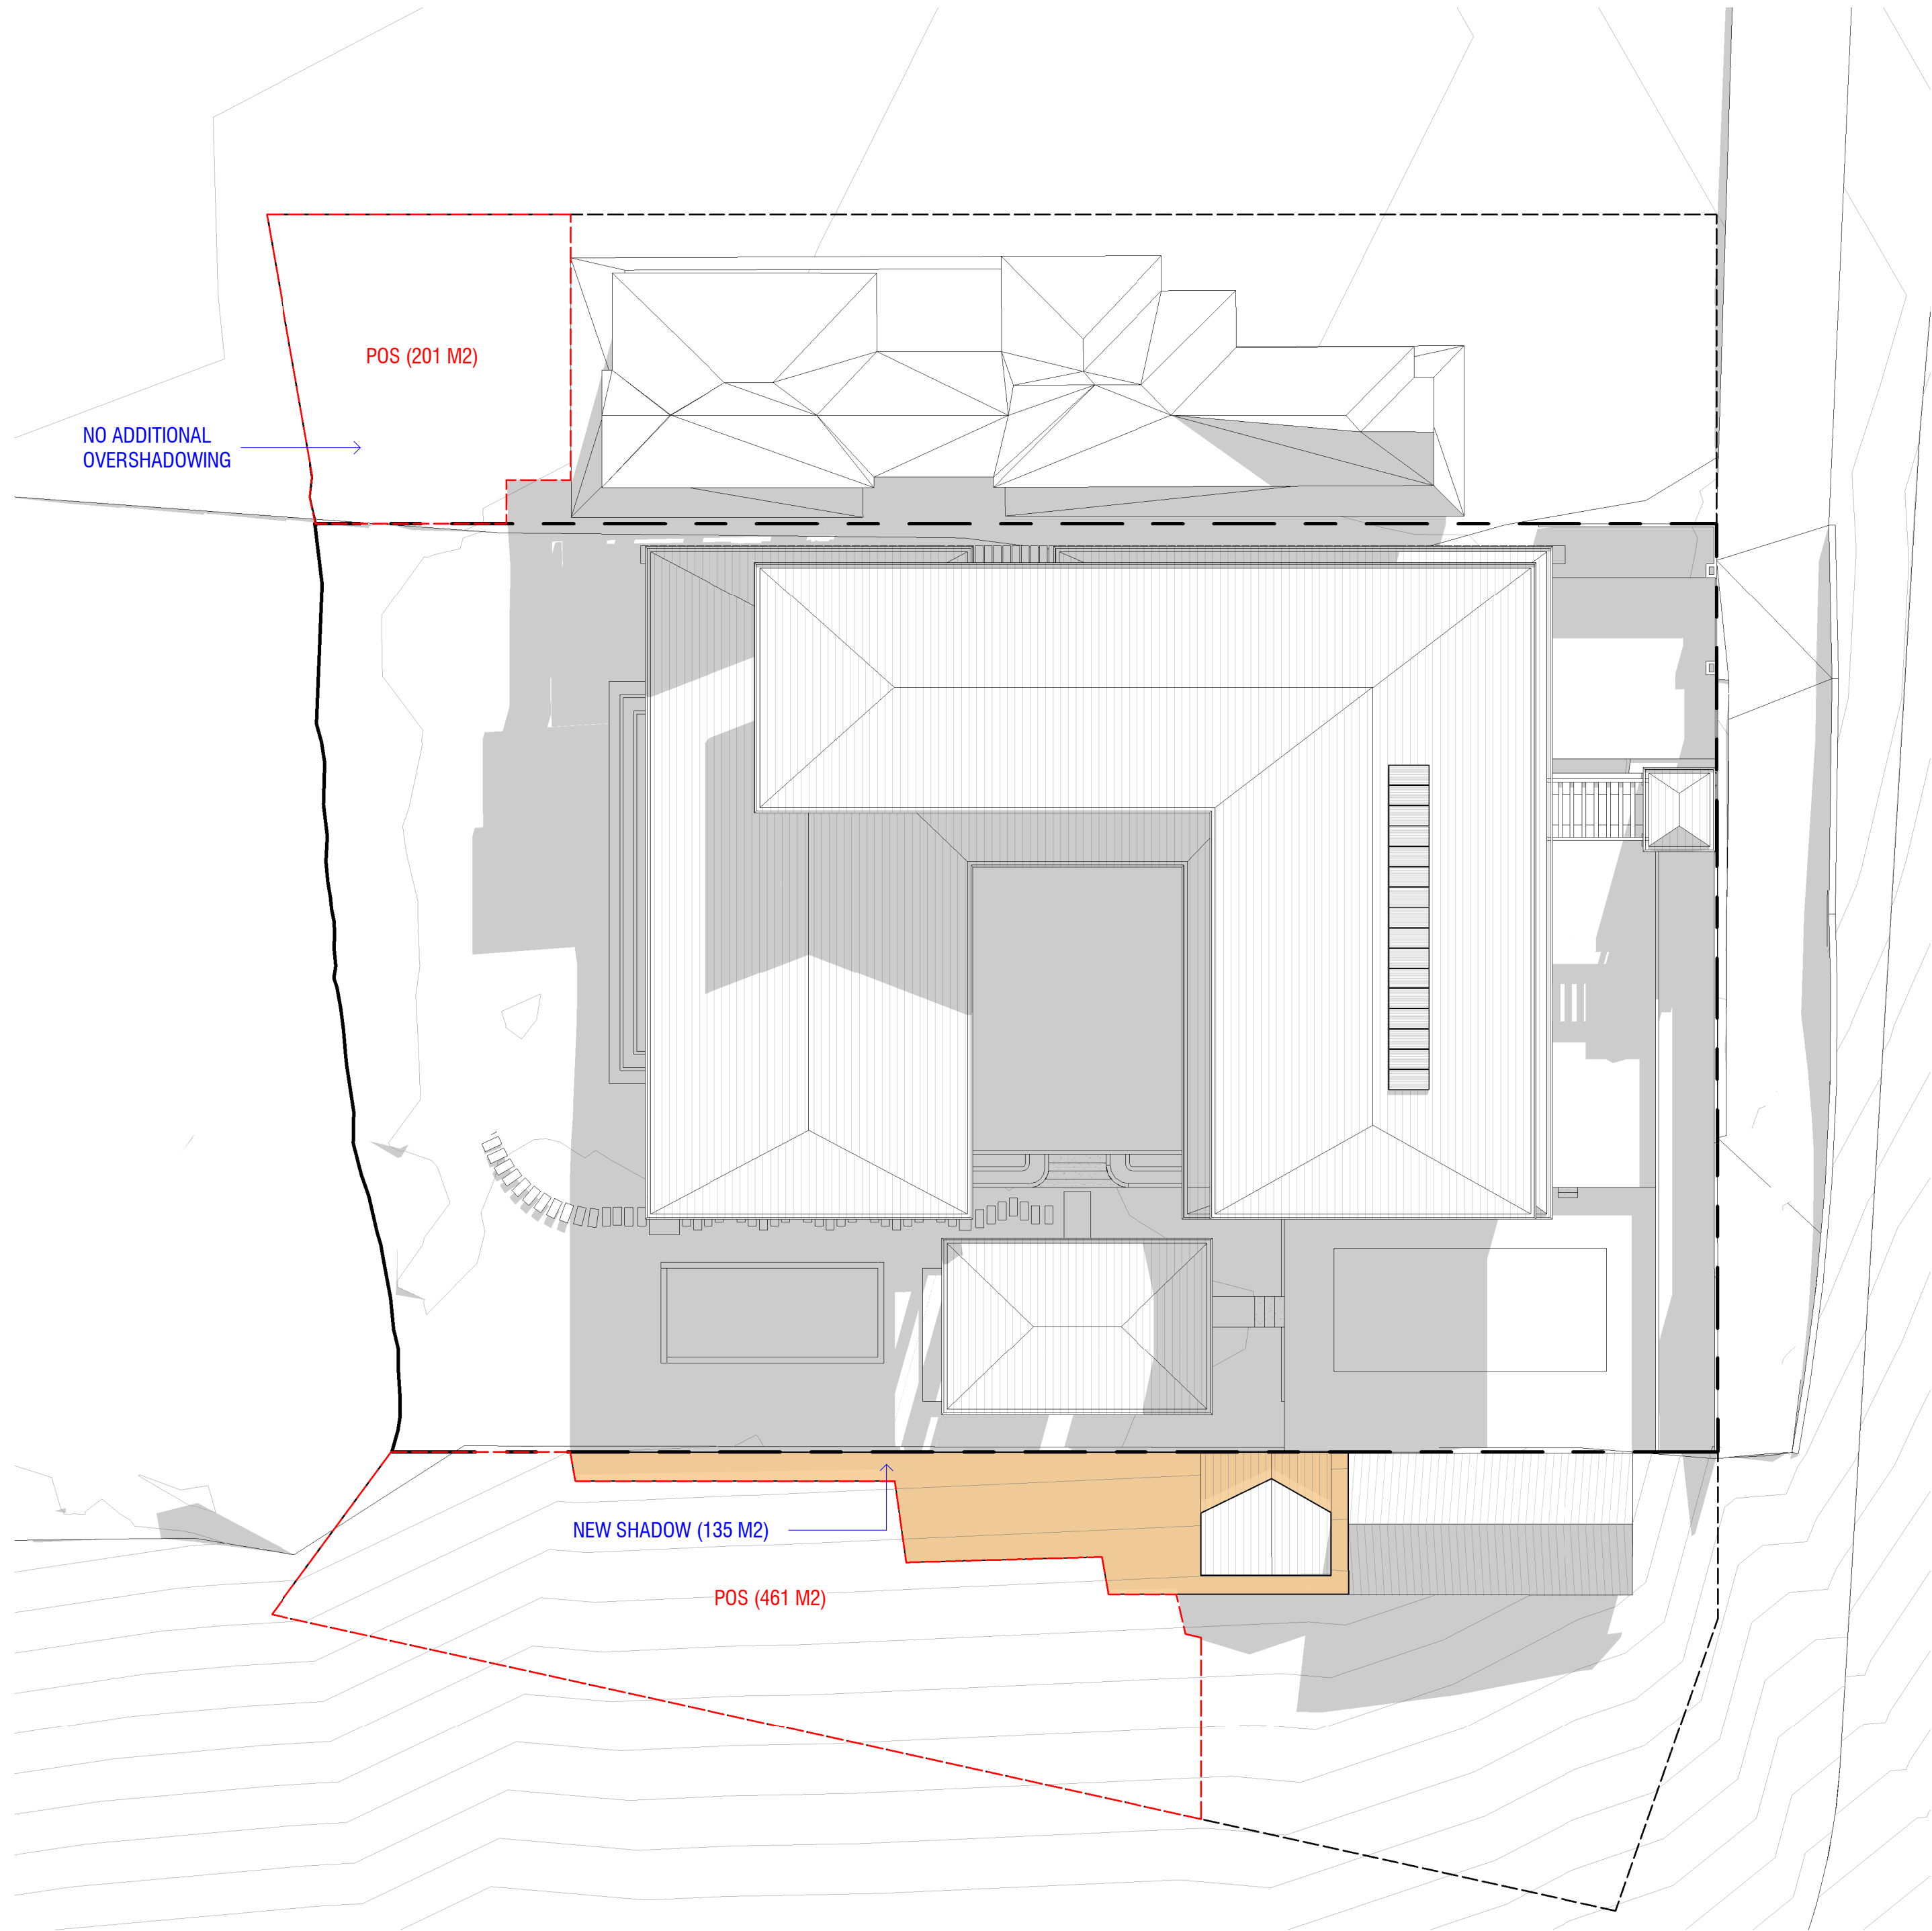 POS (201 M2)
NO ADDITIONAL
OVERSHADOWING
NEW SHADOW (135 M2)
POS (461 M2)